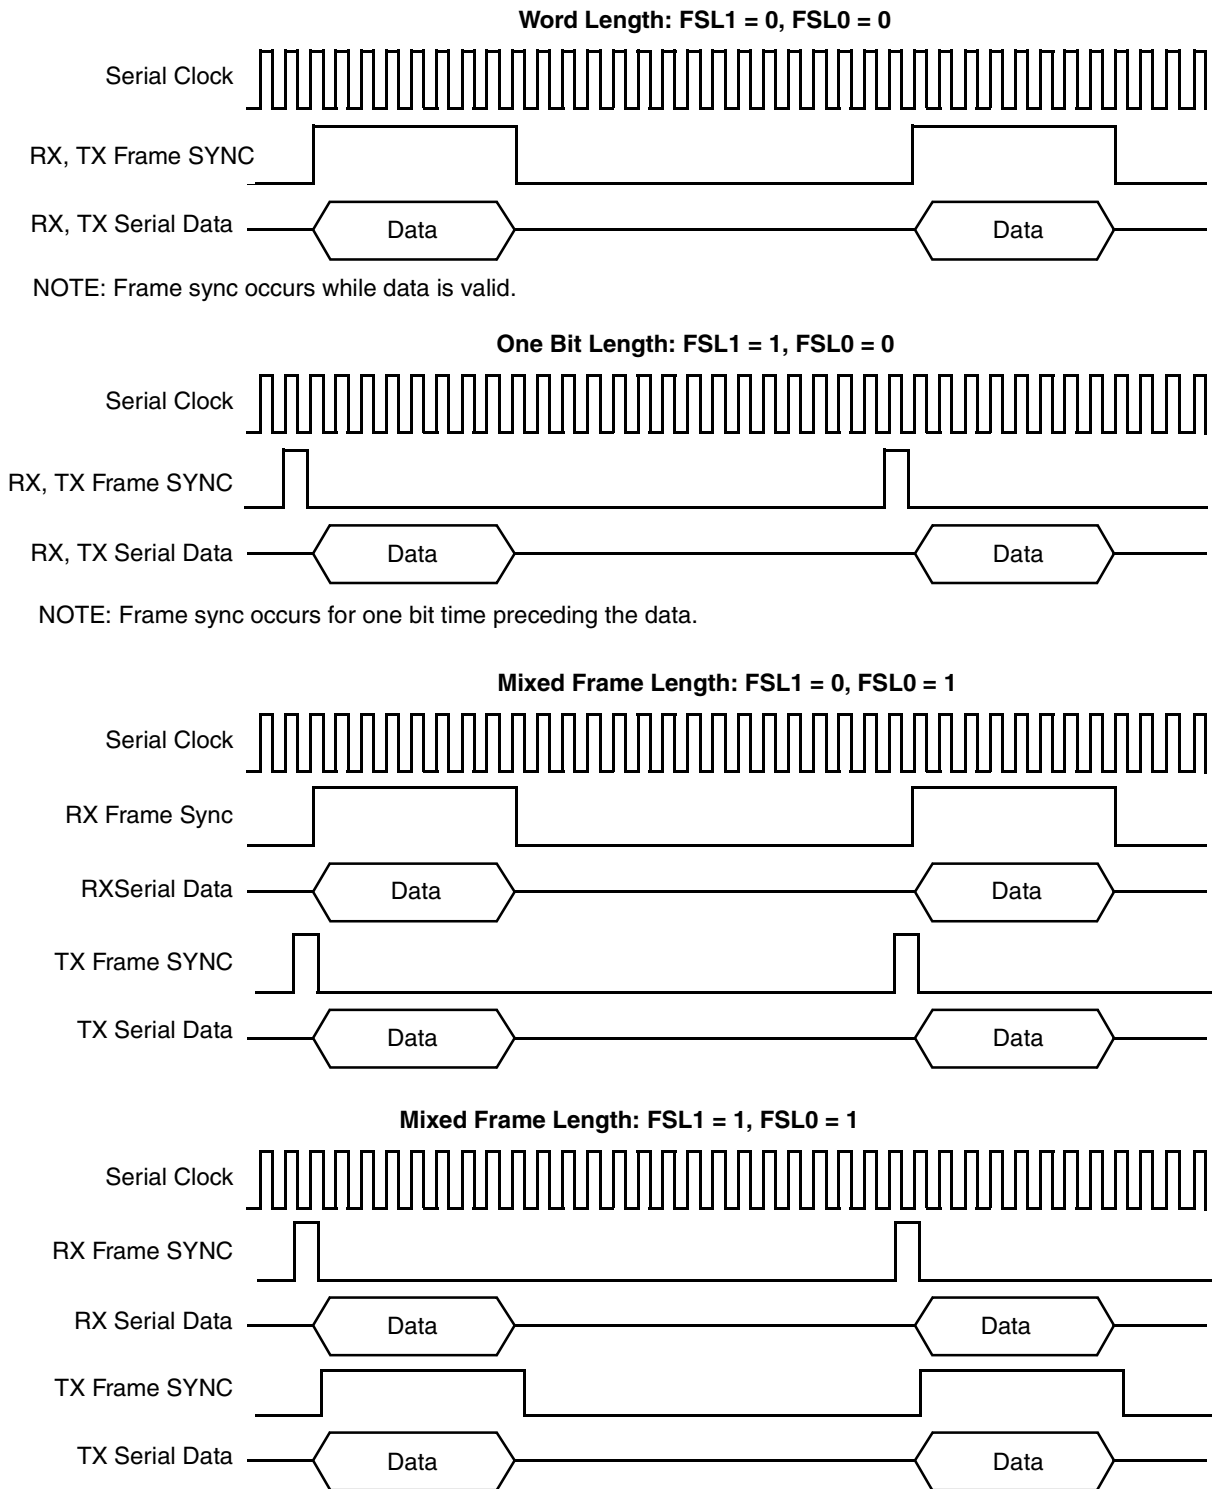 Word Length: FSL1 = 0, FSL0 = 0
Serial Clock
RX, TX Frame SYNC
RX, TX Serial Data
Data
Data
NOTE: Frame sync occurs while data is valid.
One Bit Length: FSL1 = 1, FSL0 = 0
Serial Clock
RX, TX Frame SYNC
RX, TX Serial Data
Data
Data
NOTE: Frame sync occurs for one bit time preceding the data.
Mixed Frame Length: FSL1 = 0, FSL0 = 1
Serial Clock
RX Frame Sync
RXSerial Data
Data
Data
TX Frame SYNC
TX Serial Data
Data
Data
Mixed Frame Length: FSL1 = 1, FSL0 = 1
Serial Clock
RX Frame SYNC
RX Serial Data
Data
Data
TX Frame SYNC
TX Serial Data
Data
Data